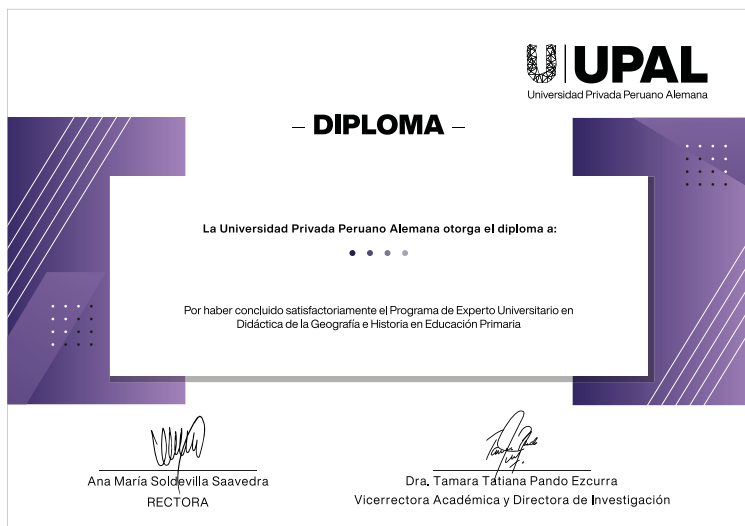 UPAL
Universidad Privada Peruano Alemana
– DIPLOMA –
La Universidad Privada Peruano Alemana otorga el diploma a:
Por haber concluido satisfactoriamente el Programa de Experto Universitario en
Didáctica de la Geografía e Historia en Educación Primaria
Ana María Soldevilla Saavedra
RECTORA
Dra. Tamara Tatiana Pando Ezcurra
Vicerrectora Académica y Directora de Investigación